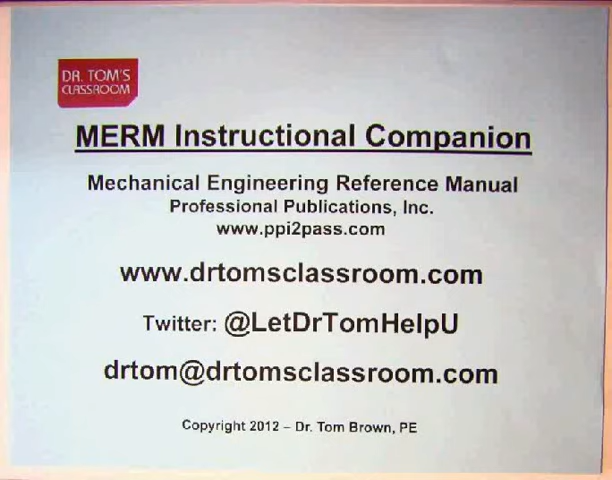 DR. TOM'S
CLASSROOM
MERM Instructional Companion
Mechanical Engineering Reference Manual
Professional Publications, Inc.
www.ppi2pass.com
www.drtomsclassroom.com
Twitter: @LetDrTomHelpU
drtom@drtomsclassroom.com
Copyright 2012 – Dr. Tom Brown, PE